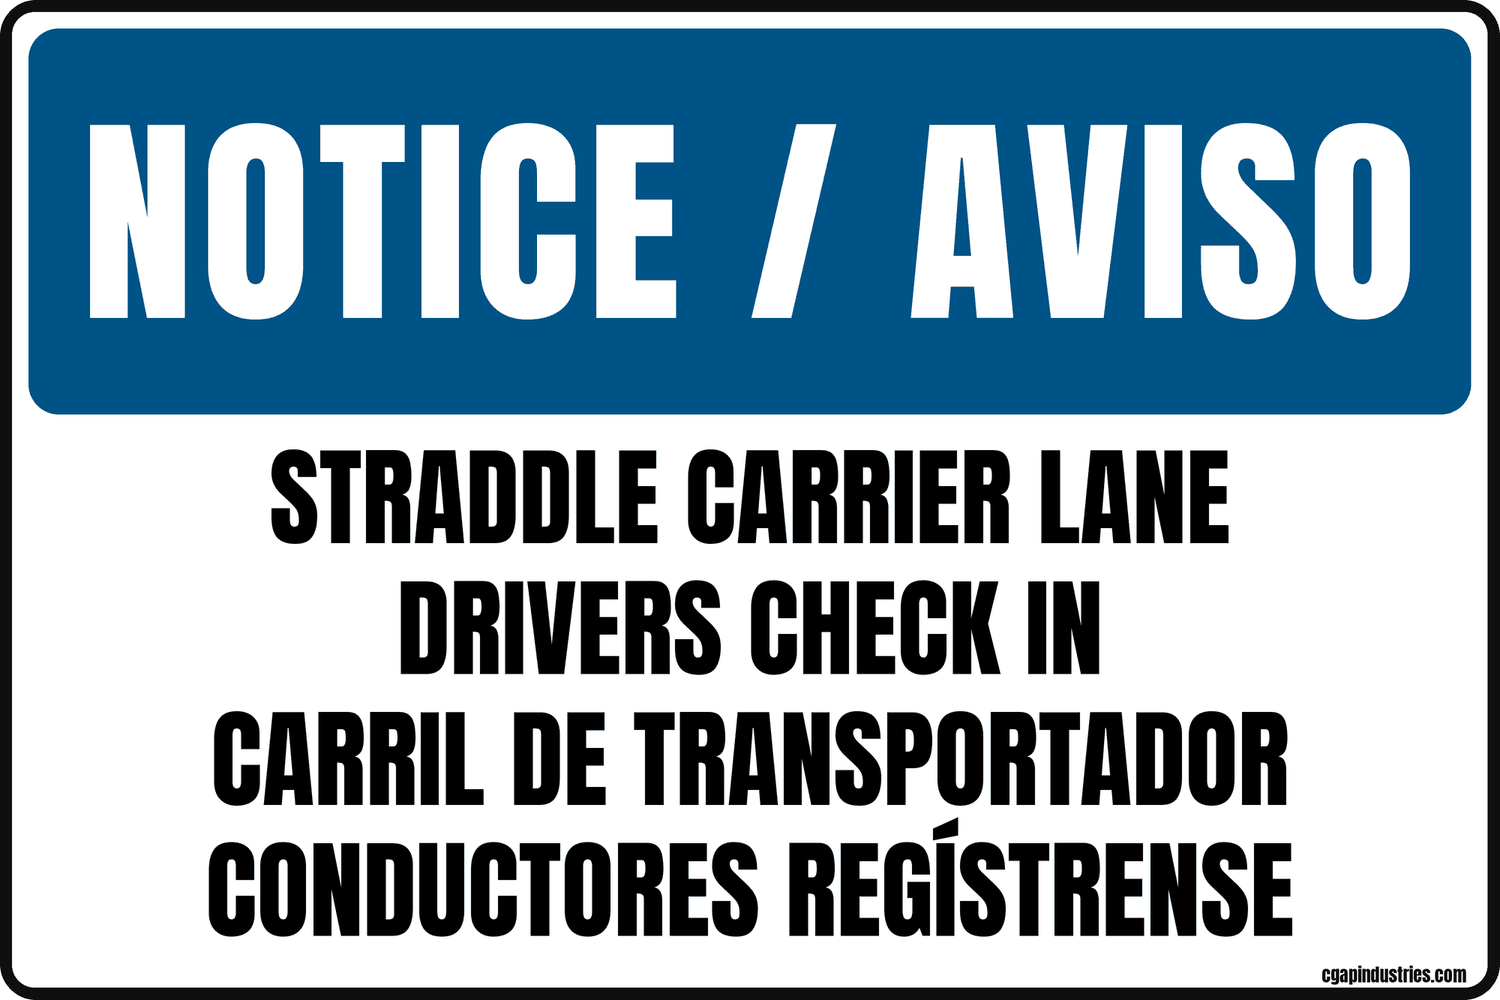 NOTICE / AVISO
STRADDLE CARRIER LANE
DRIVERS CHECK IN
CARRIL DE TRANSPORTADOR
CONDUCTORES REGÍSTRENSE
cgapindustries.com